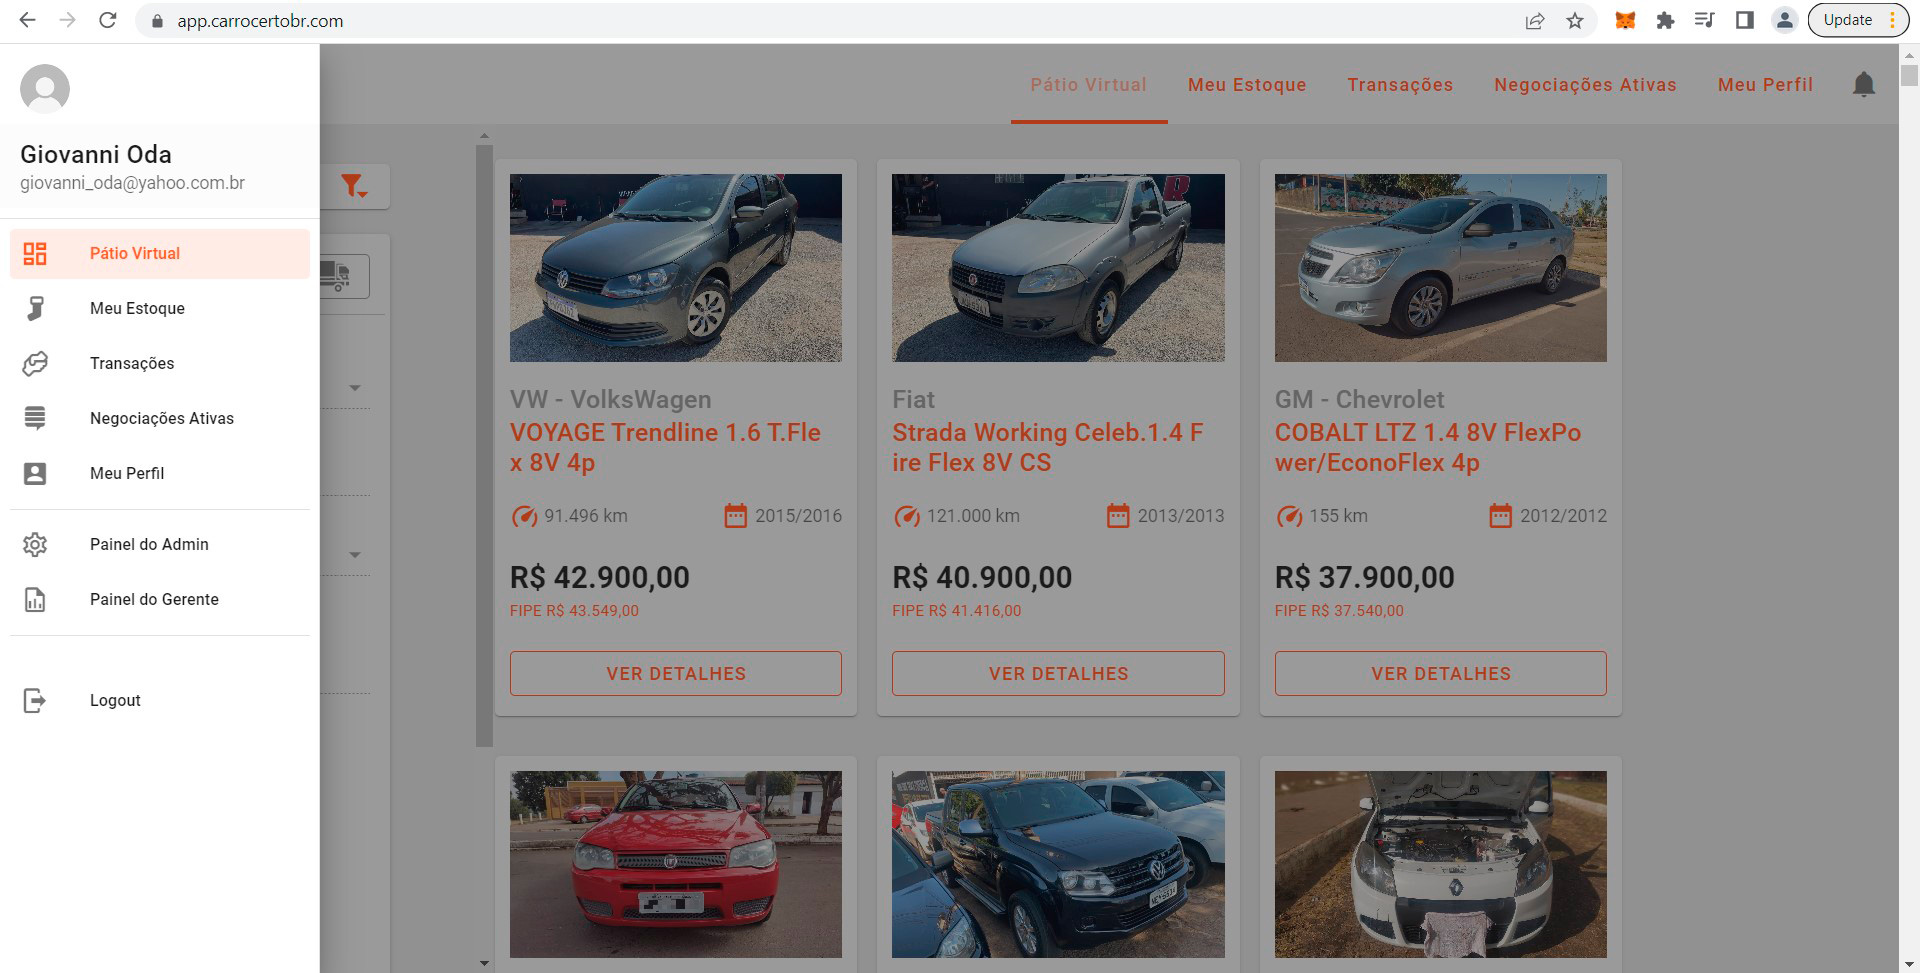 app.carrocertobr.com
Update
Giovanni Oda
giovanni_oda@yahoo.com.br
Pátio Virtual
Meu Estoque
Transações
Negociações Ativas
Meu Perfil
Painel do Admin
Painel do Gerente
Logout
Pátio Virtual
Meu Estoque
Transações
Negociações Ativas
Meu Perfil
VW - VolksWagen
VOYAGE Trendline 1.6 T.Fle
x 8V 4p
91.496 km
2015/2016
R$ 42.900,00
FIPE R$ 43.549,00
VER DETALHES
Fiat
Strada Working Celeb.1.4 F
ire Flex 8V CS
121.000 km
2013/2013
R$ 40.900,00
FIPE R$ 41.416,00
VER DETALHES
GM - Chevrolet
COBALT LTZ 1.4 8V FlexPo
wer/EconoFlex 4p
155 km
2012/2012
R$ 37.900,00
FIPE R$ 37.540,00
VER DETALHES